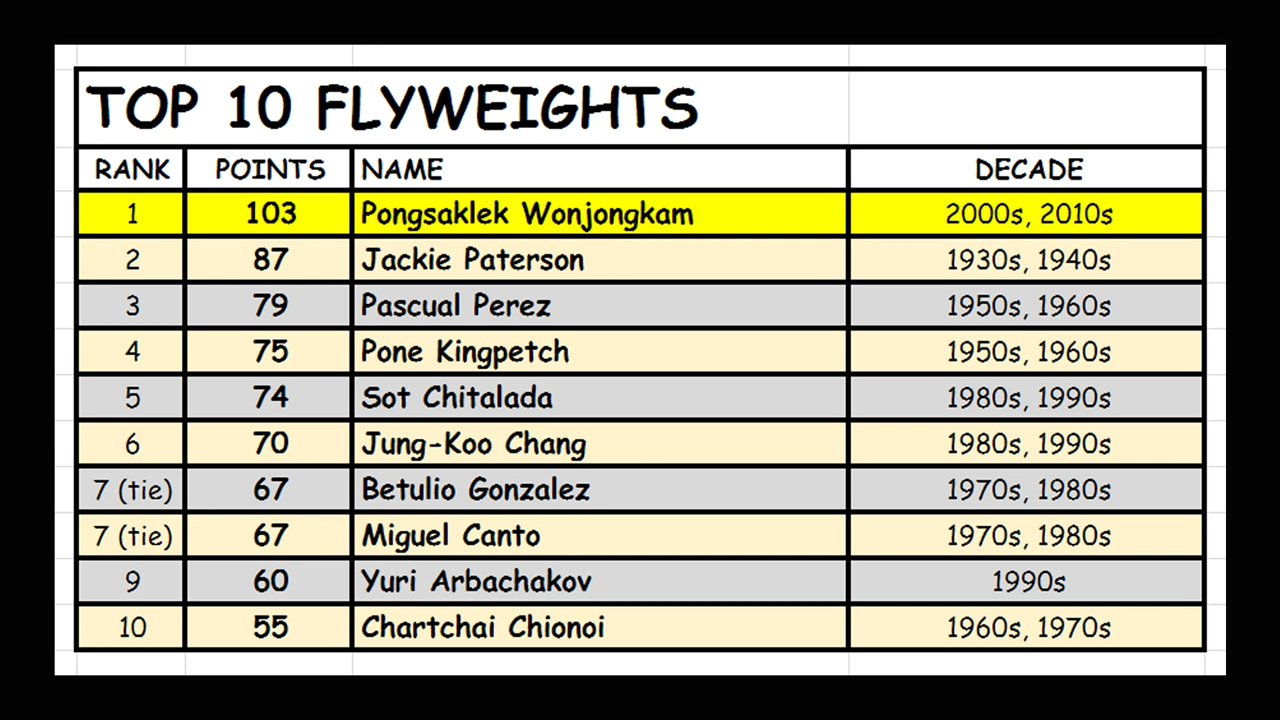 TOP 10 FLYWEIGHTS
RANK POINTS NAME DECADE
1 103 Pongsaklek Wonjongkam 2000s, 2010s
2 87 Jackie Paterson 1930s, 1940s
3 79 Pascual Perez 1950s, 1960s
4 75 Pone Kingpetch 1950s, 1960s
5 74 Sot Chitalada 1980s, 1990s
6 70 Jung-Koo Chang 1980s, 1990s
7 (tie) 67 Betulio Gonzalez 1970s, 1980s
7 (tie) 67 Miguel Canto 1970s, 1980s
9 60 Yuri Arbachakov 1990s
10 55 Chartchai Chionoi 1960s, 1970s